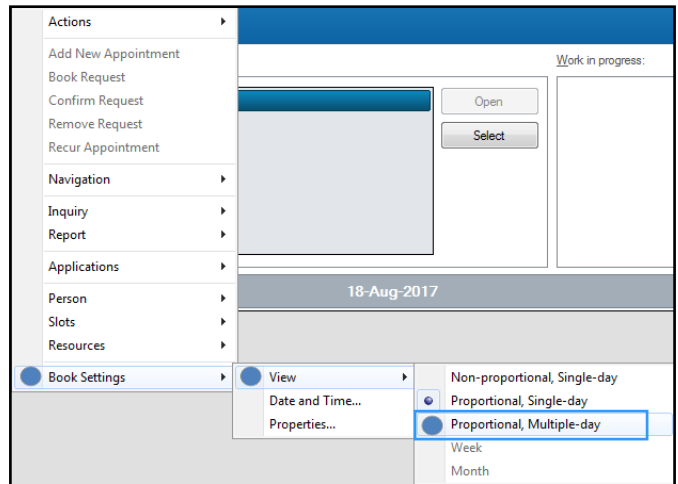 Actions
Add New Appointment
Book Request
Confirm Request
Remove Request
Recur Appointment
Navigation
Inquiry
Report
Applications
Person
Slots
Resources
Book Settings
Work in progress:
Open
Select
18-Aug-2017
View
Date and Time...
Properties...
Non-proportional, Single-day
Proportional, Single-day
Proportional, Multiple-day
Week
Month